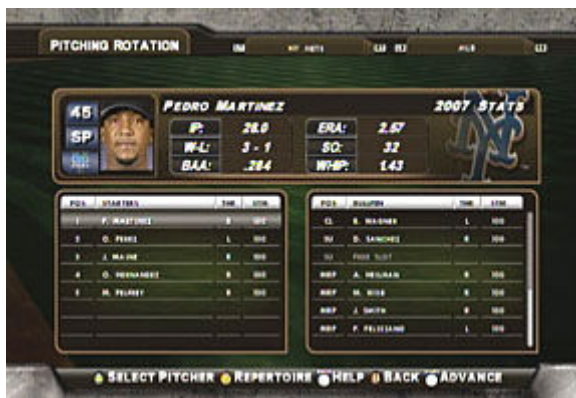 PITCHING ROTATION
MY NETS
MLB
45
SP
PEDRO MARTINEZ
2007 STATS
IP: 28.0 ERA: 2.57
W-L: 3 - 1 SO: 32
BAA: .284 WHIP: 1.43
POS STARTERS THR STM
1 P. MARTINEZ R 100
2 O. PEREZ L 100
3 J. MAINE R 100
4 O. HERNANDEZ R 100
5 M. PELFREY R 100
POS BULLPEN THR STM
CL B. WAGNER L 100
SU D. SANCHEZ R 100
SU FREE SLOT
MRP A. HEILMAN R 100
MRP M. WISE R 100
MRP J. SMITH R 100
MRP P. FELICIANO L 100
SELECT PITCHER REPERTOIRE HELP BACK ADVANCE